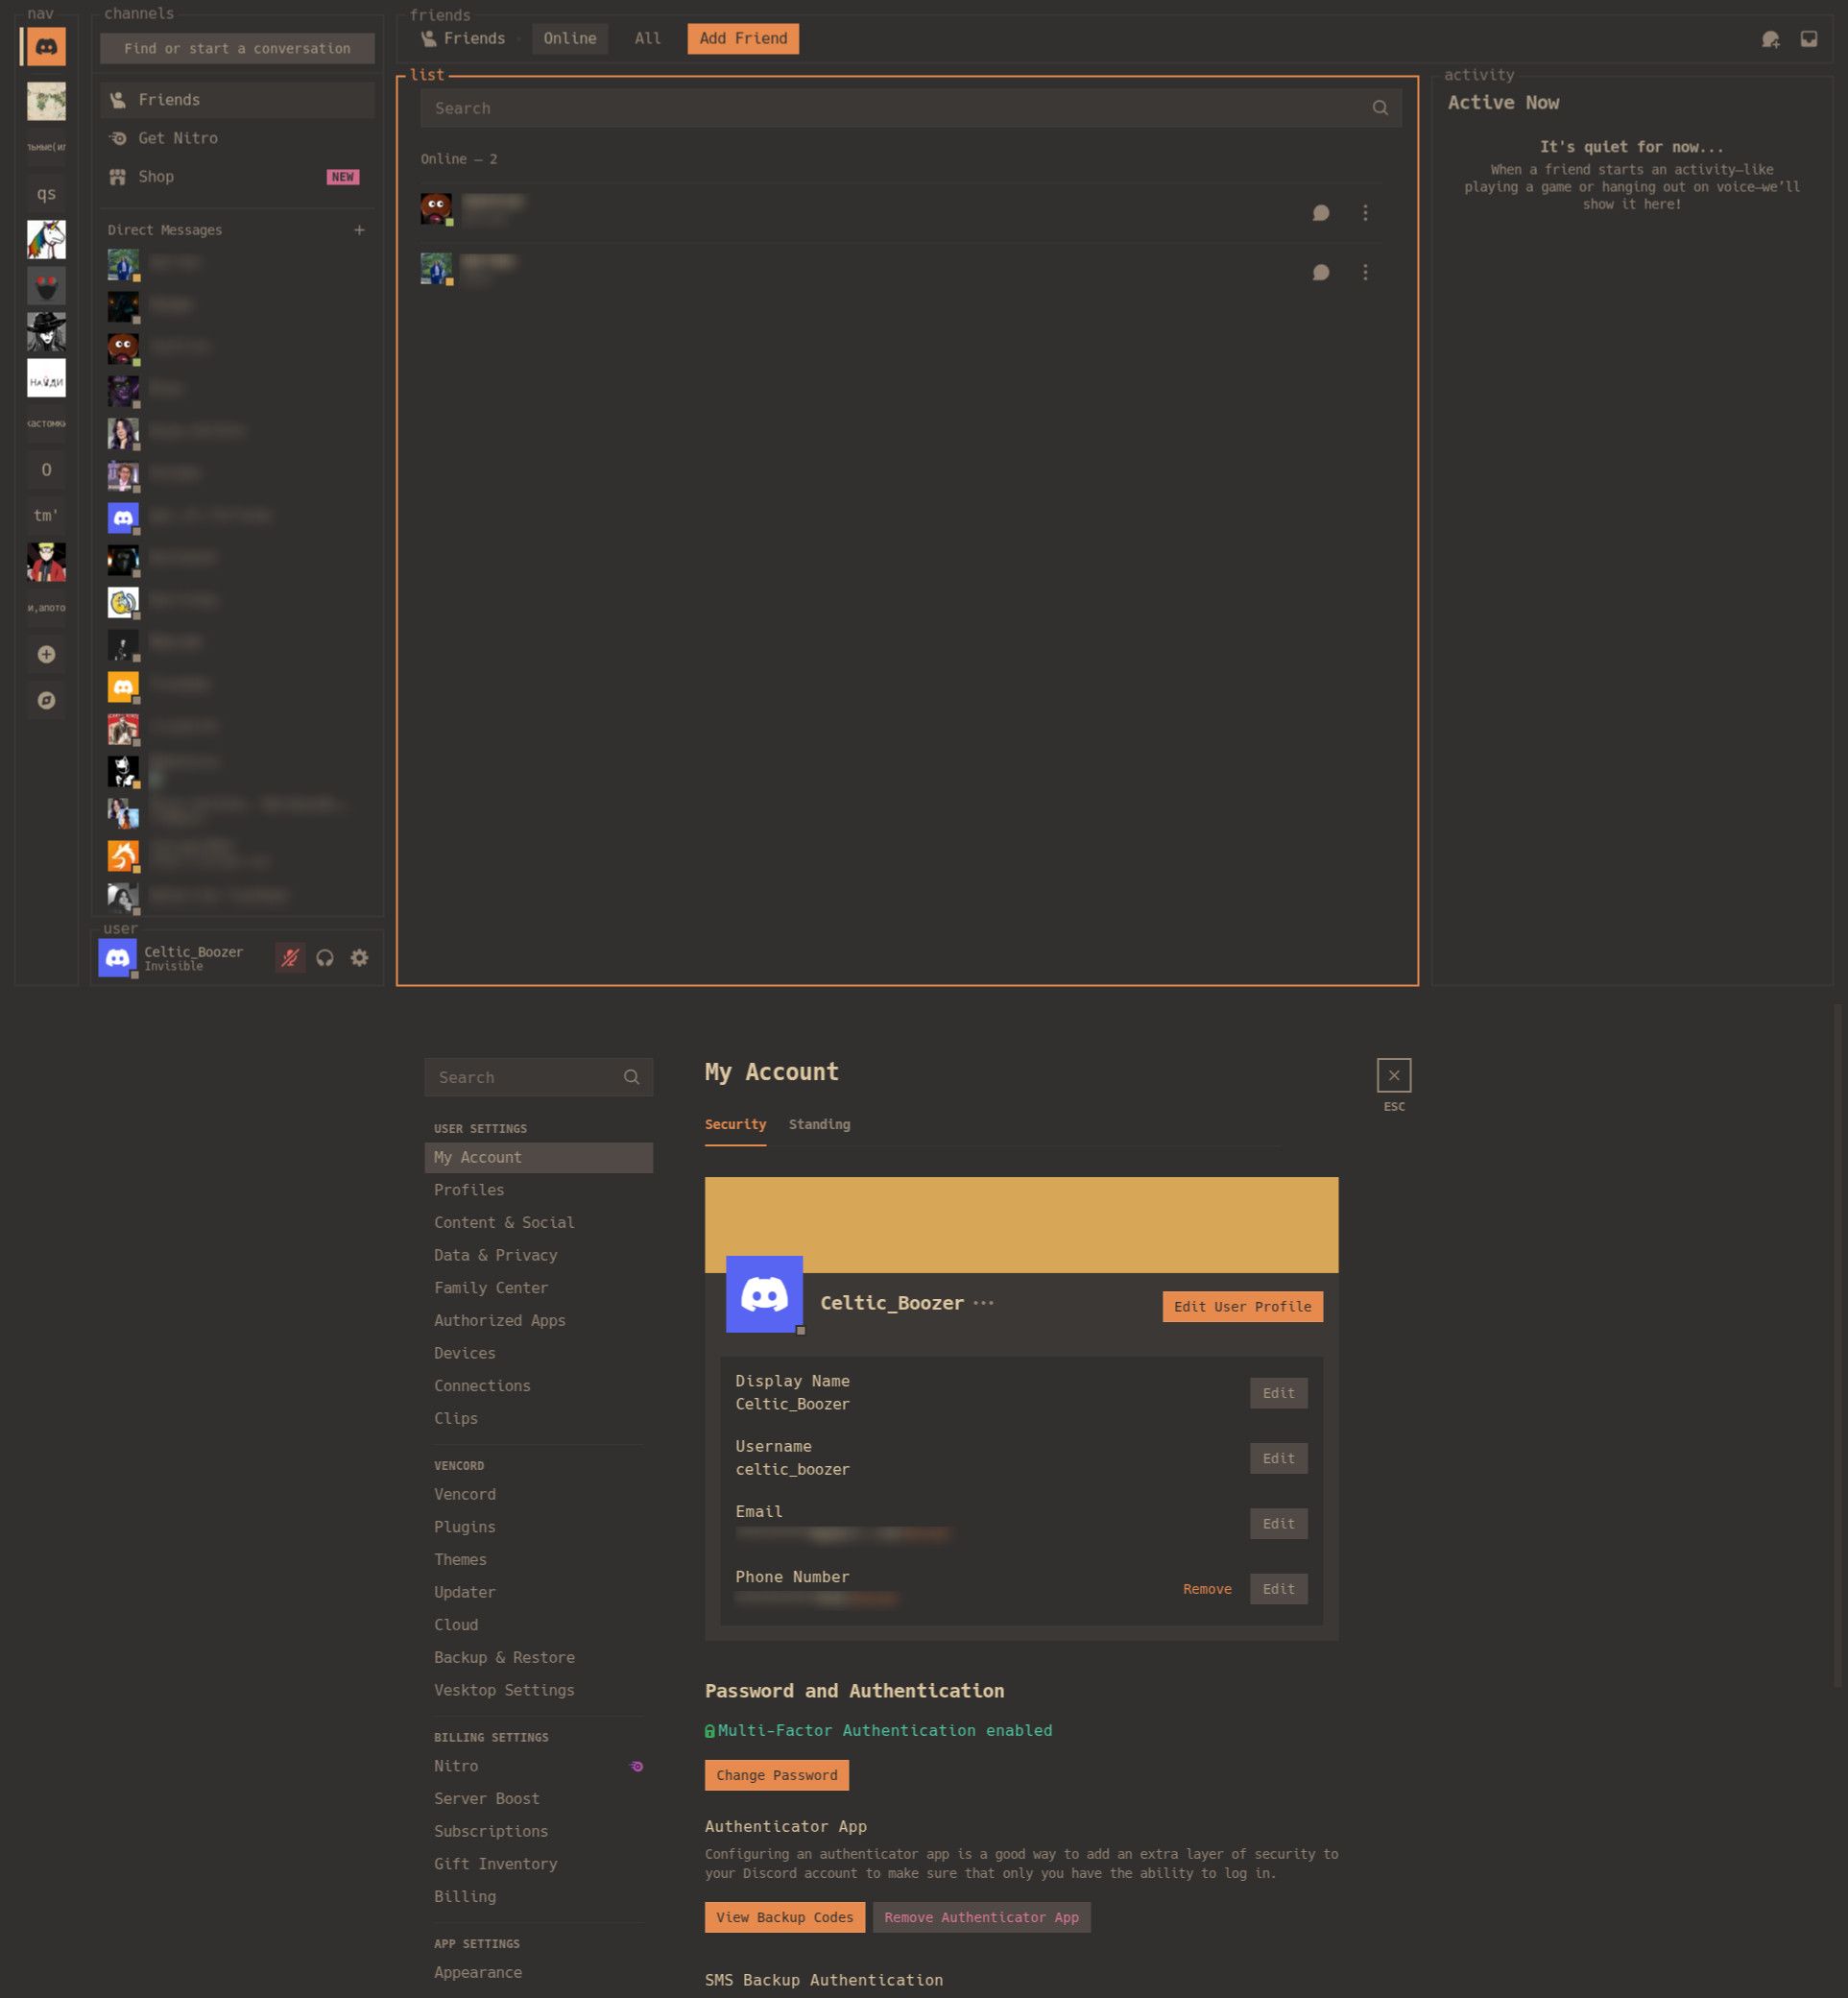 nav
льные(ил
qs
НАЙДИ
кастомки
O
tm'
и,апото
channels
Find or start a conversation
Friends
Get Nitro
Shop
NEW
Direct Messages
user
Celtic_Boozer
Invisible
friends
Friends
Online
All
Add Friend
list
Search
Online — 2
activity
Active Now
It's quiet for now...
When a friend starts an activity—like
playing a game or hanging out on voice—we’ll
show it here!
Search
USER SETTINGS
My Account
Profiles
Content & Social
Data & Privacy
Family Center
Authorized Apps
Devices
Connections
Clips
VENCORD
Vencord
Plugins
Themes
Updater
Cloud
Backup & Restore
Vesktop Settings
BILLING SETTINGS
Nitro
Server Boost
Subscriptions
Gift Inventory
Billing
APP SETTINGS
Appearance
My Account
ESC
Security
Standing
Celtic_Boozer
Edit User Profile
Display Name
Celtic_Boozer
Edit
Username
celtic_boozer
Edit
Email
Edit
Phone Number
Remove
Edit
Password and Authentication
Multi-Factor Authentication enabled
Change Password
Authenticator App
Configuring an authenticator app is a good way to add an extra layer of security to
your Discord account to make sure that only you have the ability to log in.
View Backup Codes
Remove Authenticator App
SMS Backup Authentication